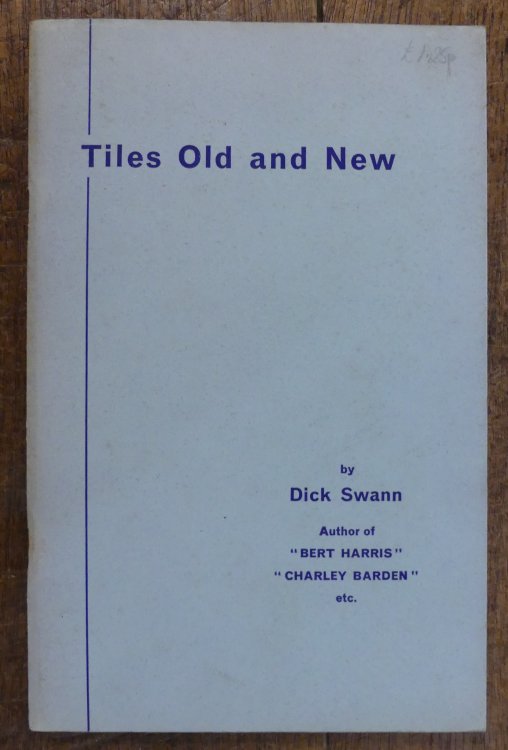 Tiles Old and New
by
Dick Swann
Author of
"BERT HARRIS"
"CHARLEY BARDEN"
etc.